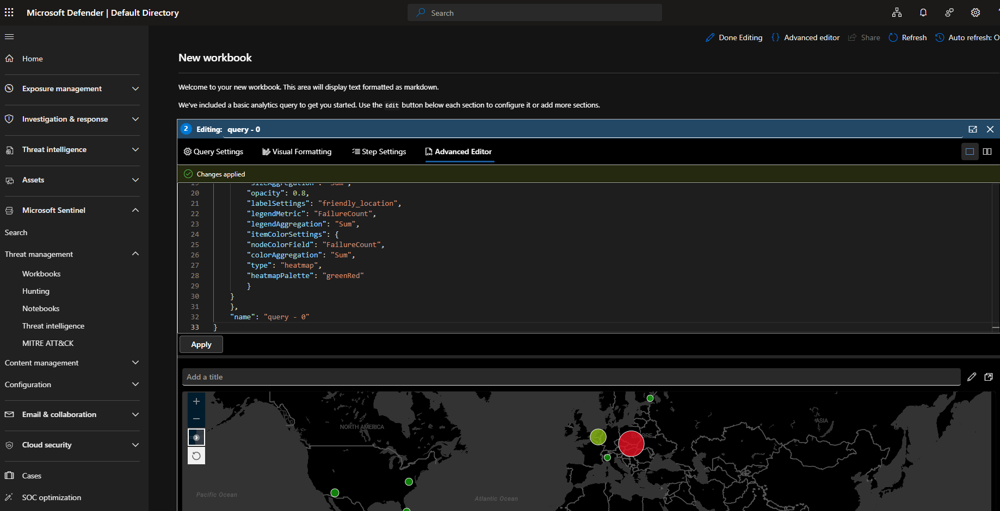 Microsoft Defender | Default Directory
Search
Done Editing
Advanced editor
Share
Refresh
Auto refresh: O
Home
Exposure management
Investigation & response
Threat intelligence
Assets
Microsoft Sentinel
Search
Threat management
Workbooks
Hunting
Notebooks
Threat intelligence
MITRE ATT&CK
Content management
Configuration
Email & collaboration
Cloud security
Cases
SOC optimization
New workbook
Welcome to your new workbook. This area will display text formatted as markdown.
We've included a basic analytics query to get you started. Use the Edit button below each section to configure it or add more sections.
2 Editing: query - 0
Query Settings
Visual Formatting
Step Settings
Advanced Editor
Changes applied
19 "sizeAggregation": "Sum",
20 "opacity": 0.8,
21 "labelSettings": "friendly_location",
22 "legendMetric": "FailureCount",
23 "legendAggregation": "Sum",
24 "itemColorSettings": {
25 "nodeColorField": "FailureCount",
26 "colorAggregation": "Sum",
27 "type": "heatmap",
28 "heatmapPalette": "greenRed"
29 }
30 }
31 },
32 "name": "query - 0"
33 }
Apply
Add a title
NORTH AMERICA
EUROPE
ASIA
Pacific Ocean
Atlantic Ocean